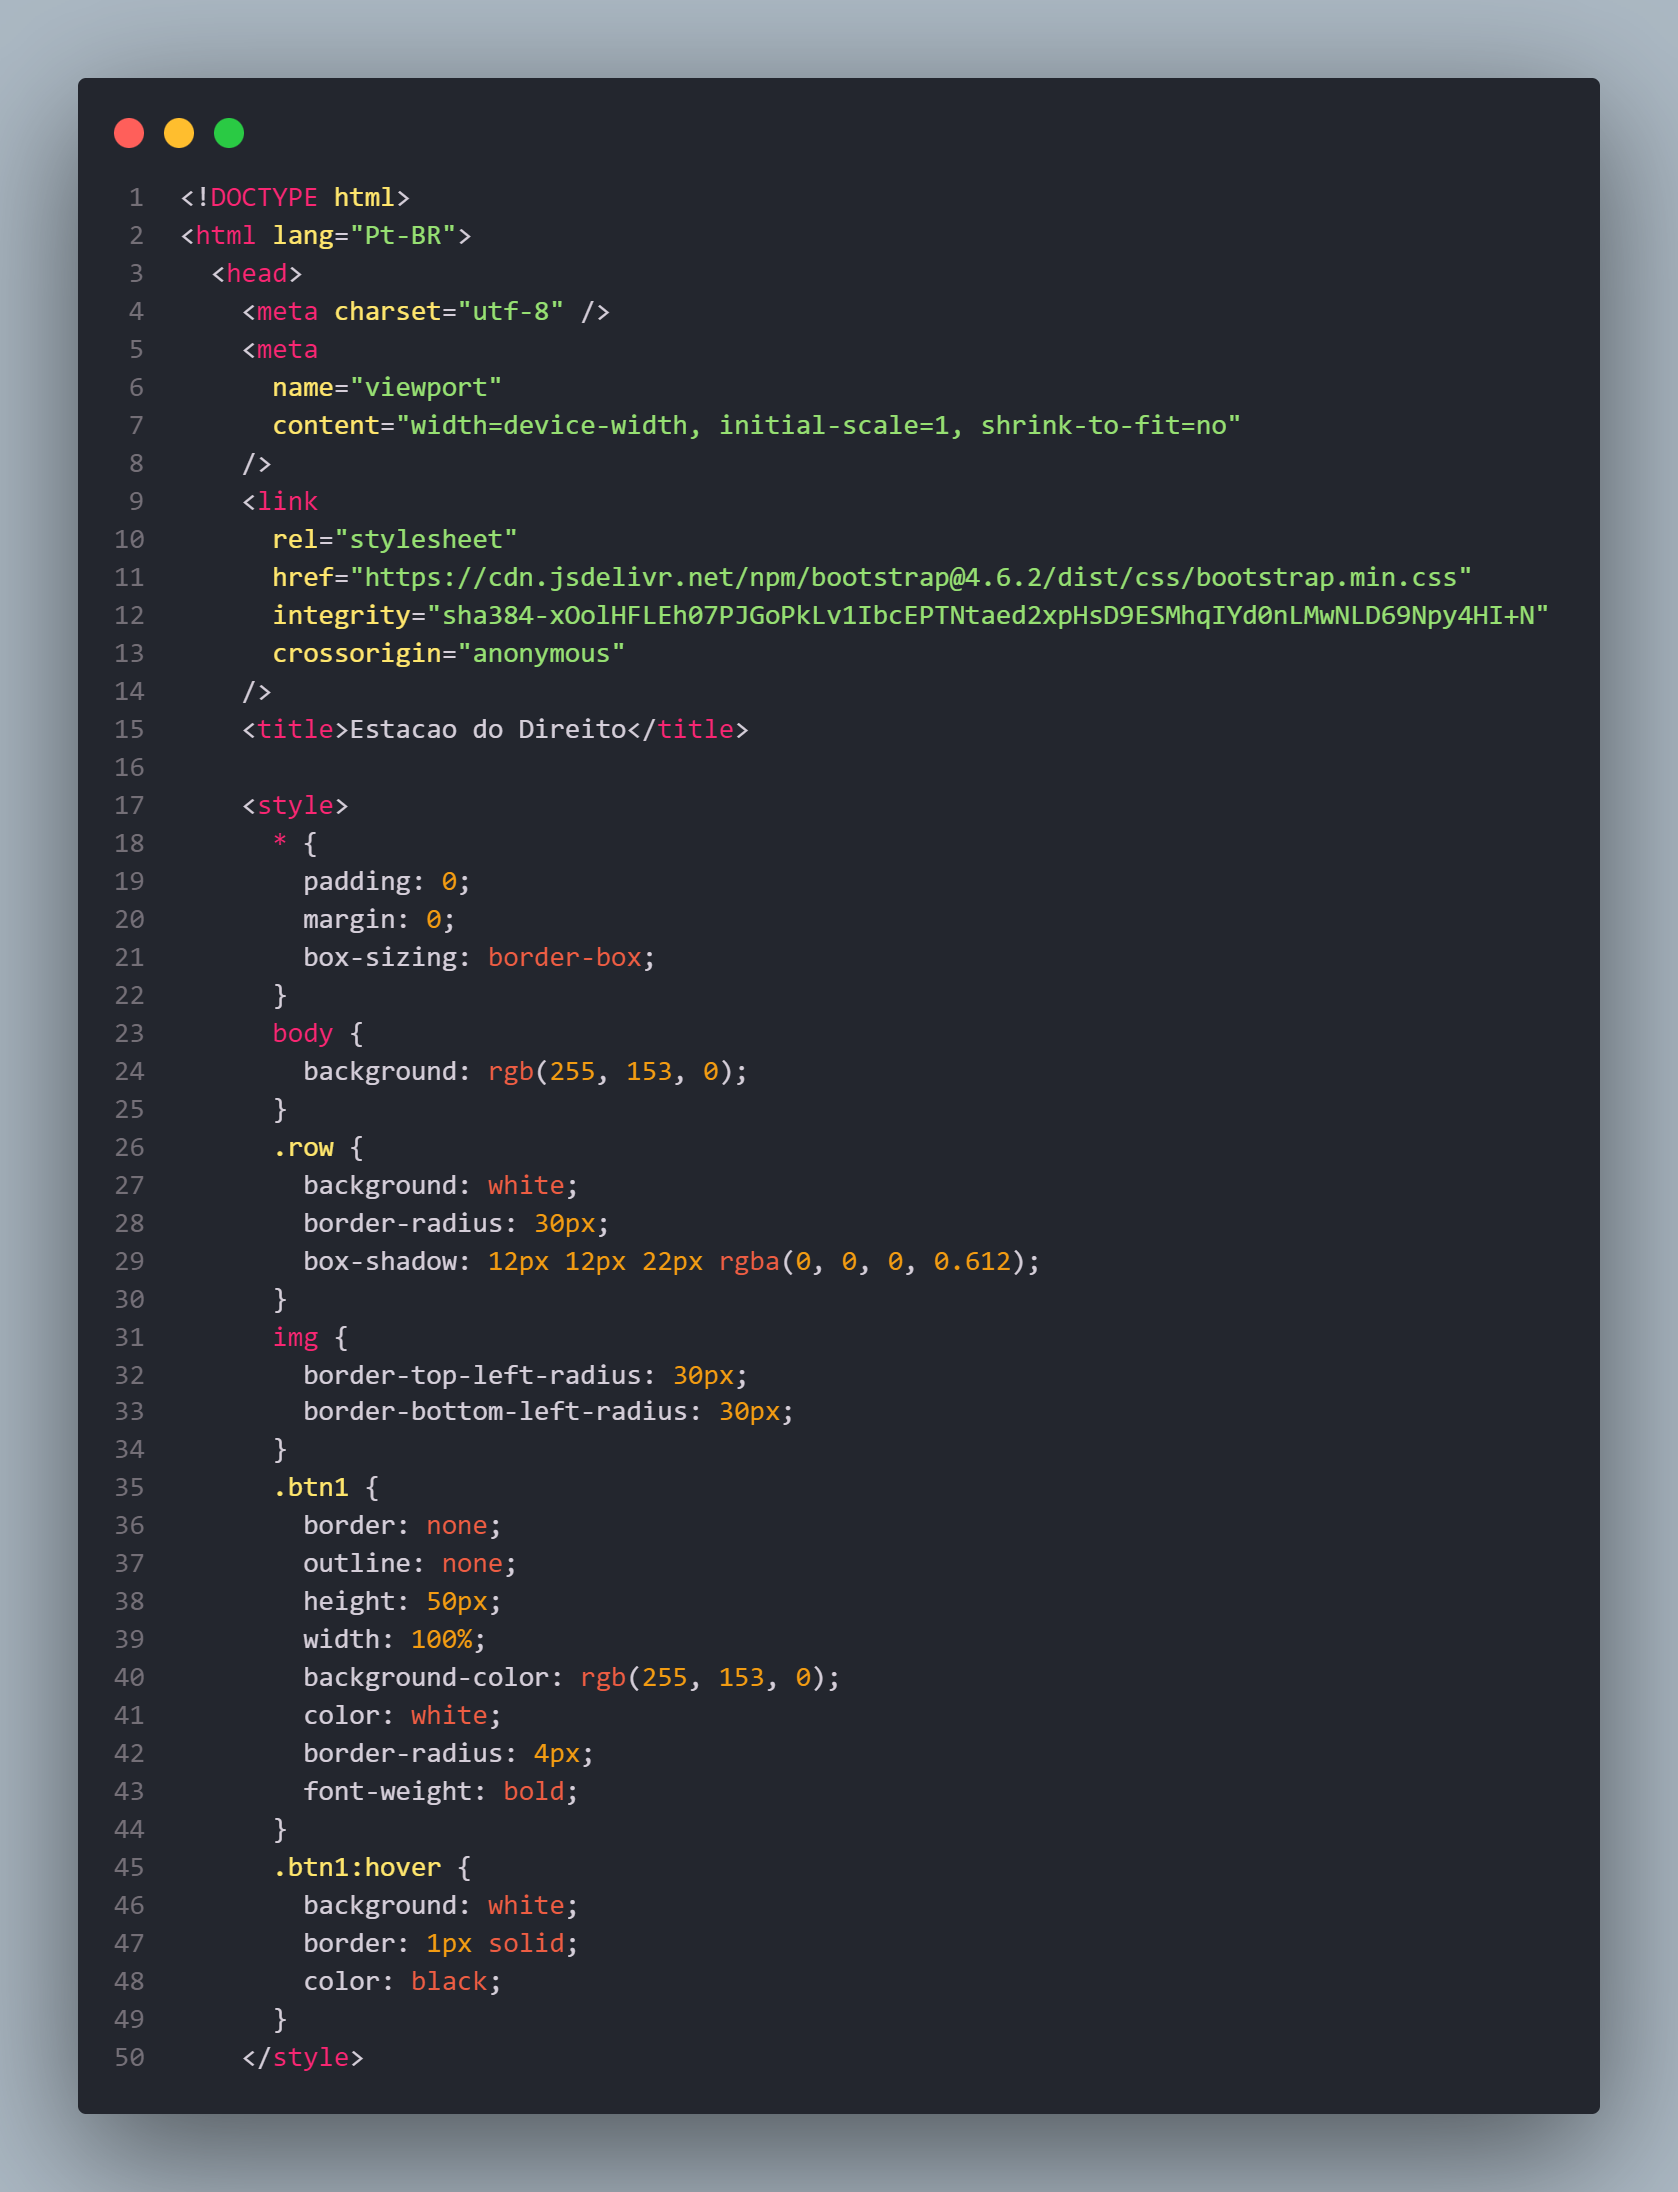 1 <!DOCTYPE html>
2 <html lang="Pt-BR">
3   <head>
4     <meta charset="utf-8" />
5     <meta
6       name="viewport"
7       content="width=device-width, initial-scale=1, shrink-to-fit=no"
8     />
9     <link
10       rel="stylesheet"
11       href="https://cdn.jsdelivr.net/npm/bootstrap@4.6.2/dist/css/bootstrap.min.css"
12       integrity="sha384-xOolHFLEh07PJGoPkLv1IbcEPTNtaed2xpHsD9ESMhqIYd0nLMwNLD69Npy4HI+N"
13       crossorigin="anonymous"
14     />
15     <title>Estacao do Direito</title>
16
17     <style>
18       * {
19         padding: 0;
20         margin: 0;
21         box-sizing: border-box;
22       }
23       body {
24         background: rgb(255, 153, 0);
25       }
26       .row {
27         background: white;
28         border-radius: 30px;
29         box-shadow: 12px 12px 22px rgba(0, 0, 0, 0.612);
30       }
31       img {
32         border-top-left-radius: 30px;
33         border-bottom-left-radius: 30px;
34       }
35       .btn1 {
36         border: none;
37         outline: none;
38         height: 50px;
39         width: 100%;
40         background-color: rgb(255, 153, 0);
41         color: white;
42         border-radius: 4px;
43         font-weight: bold;
44       }
45       .btn1:hover {
46         background: white;
47         border: 1px solid;
48         color: black;
49       }
50     </style>